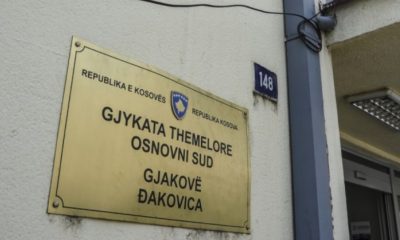 REPUBLIKA E KOSOVËS
REPUBLIKA KOSOVA
GJYKATA THEMELORE
OSNOVNI SUD
GJAKOVË
ĐAKOVICA
148